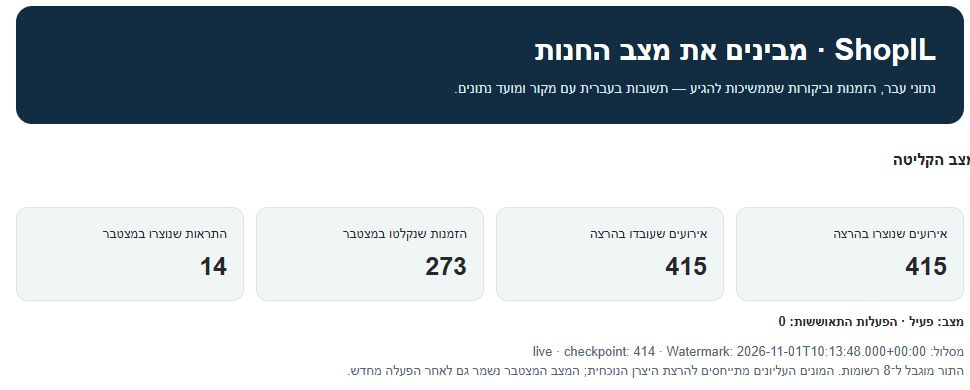 ShopIL · מבינים את מצב החנות
נתוני עבר, הזמנות וביקורות שממשיכות להגיע — תשובות בעברית עם מקור ומועד נתונים.
מצב הקליטה
אירועים שנוצרו בהרצה
415
אירועים שעובדו בהרצה
415
הזמנות שנקלטו במצטבר
273
התראות שנוצרו במצטבר
14
מצב: פעיל · הפעלות התאוששות: 0
מסלול: live · checkpoint: 414 · Watermark: 2026-11-01T10:13:48.000+00:00
התור מוגבל ל־8 רשומות. המונים העליונים מתייחסים להרצת היצרן הנוכחית; המצב המצטבר נשמר גם לאחר הפעלה מחדש.